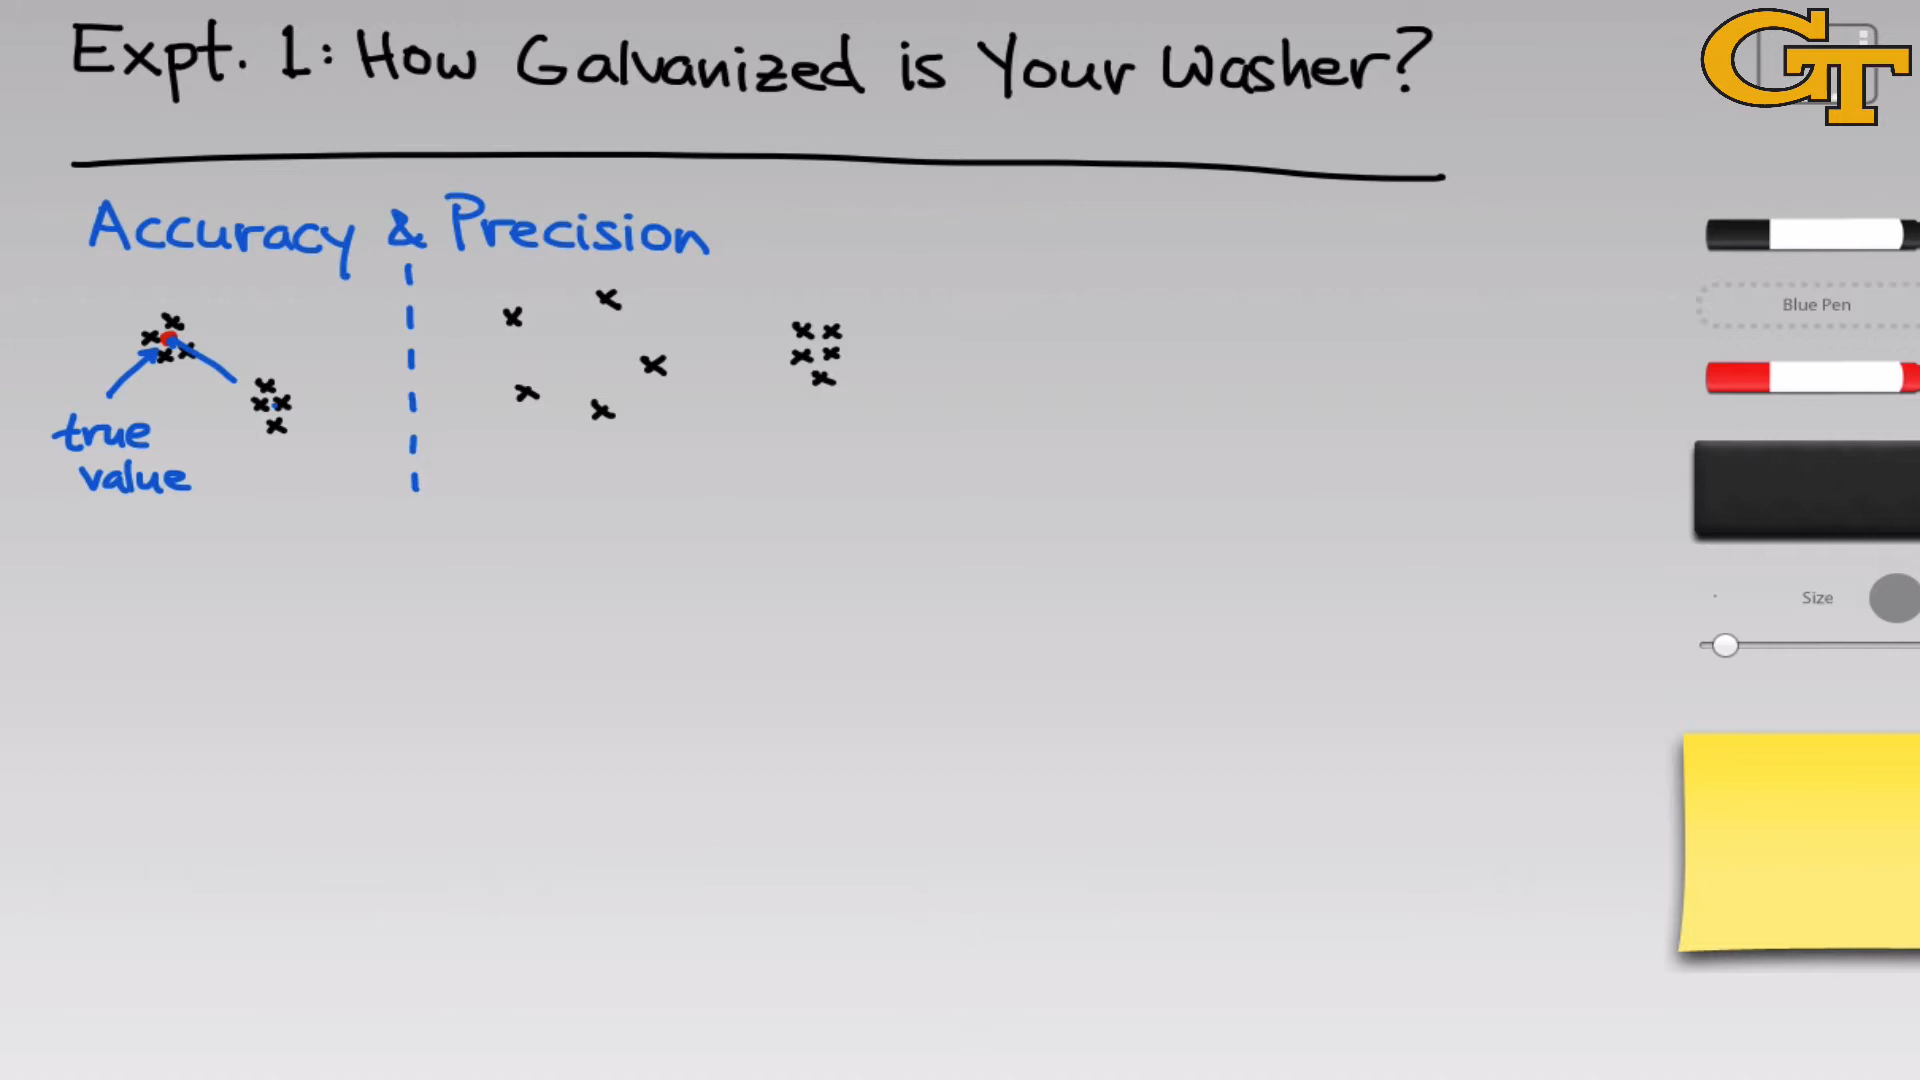 Expt. 1: How Galvanized is Your Washer?
GT
Accuracy & Precision
Blue Pen
true
value
Size